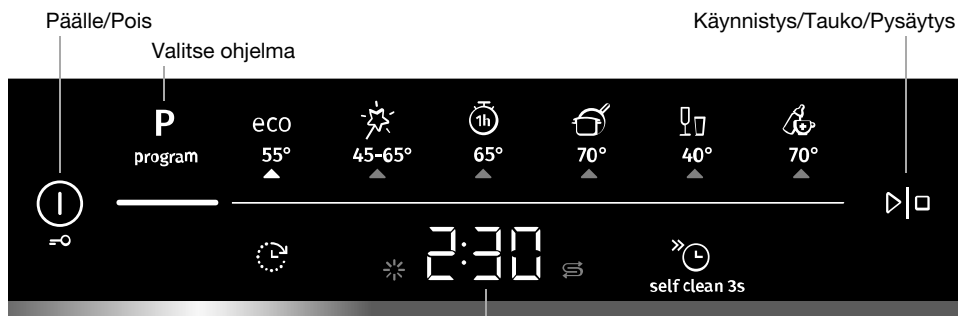 Päälle/Pois
Käynnistys/Tauko/Pysäytys
Valitse ohjelma
P
program
eco
55°
45-65°
1h
65°
70°
40°
70°
2:30
self clean 3s